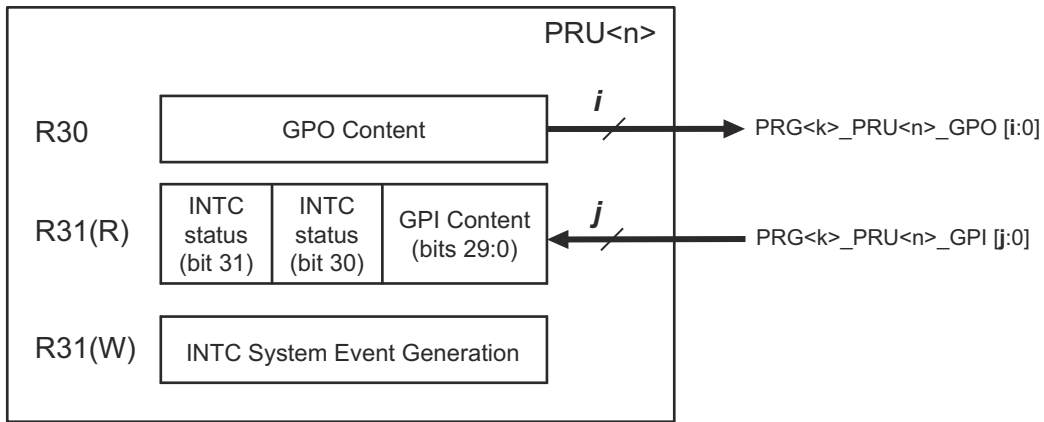 PRU<n>
R30
GPO Content
i
PRG<k>_PRU<n>_GPO [i:0]
R31(R)
INTC
status
(bit 31)
INTC
status
(bit 30)
GPI Content
(bits 29:0)
j
PRG<k>_PRU<n>_GPI [j:0]
R31(W)
INTC System Event Generation